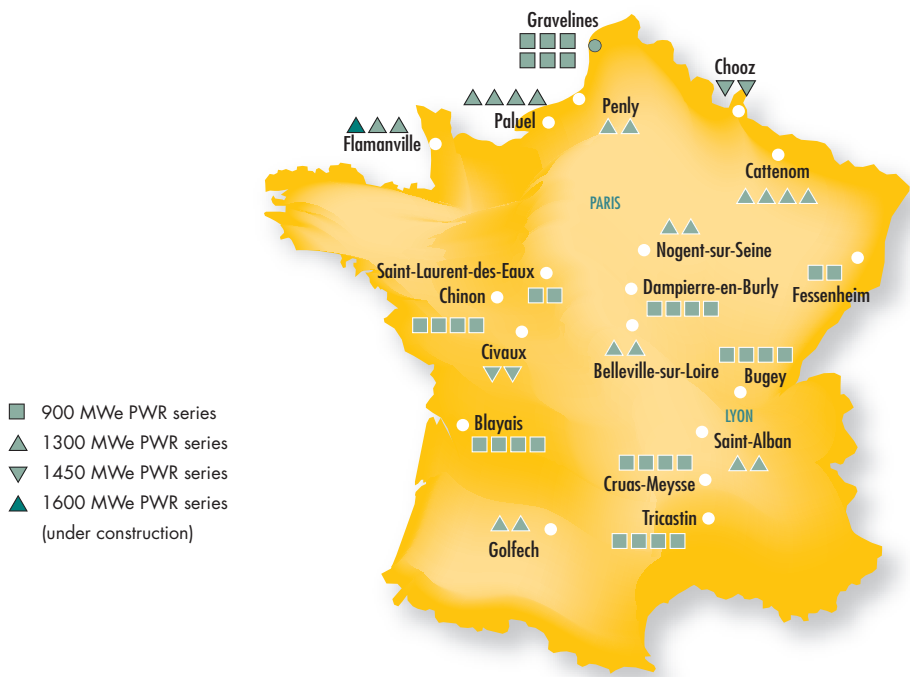 Gravelines
Chooz
Penly
Paluel
Flamanville
Cattenom
PARIS
Nogent-sur-Seine
Saint-Laurent-des-Eaux
Dampierre-en-Burly
Chinon
Fessenheim
Civaux
Belleville-sur-Loire
Bugey
LYON
Blayais
Saint-Alban
Cruas-Meysse
Tricastin
Golfech
900 MWe PWR series
1300 MWe PWR series
1450 MWe PWR series
1600 MWe PWR series
(under construction)